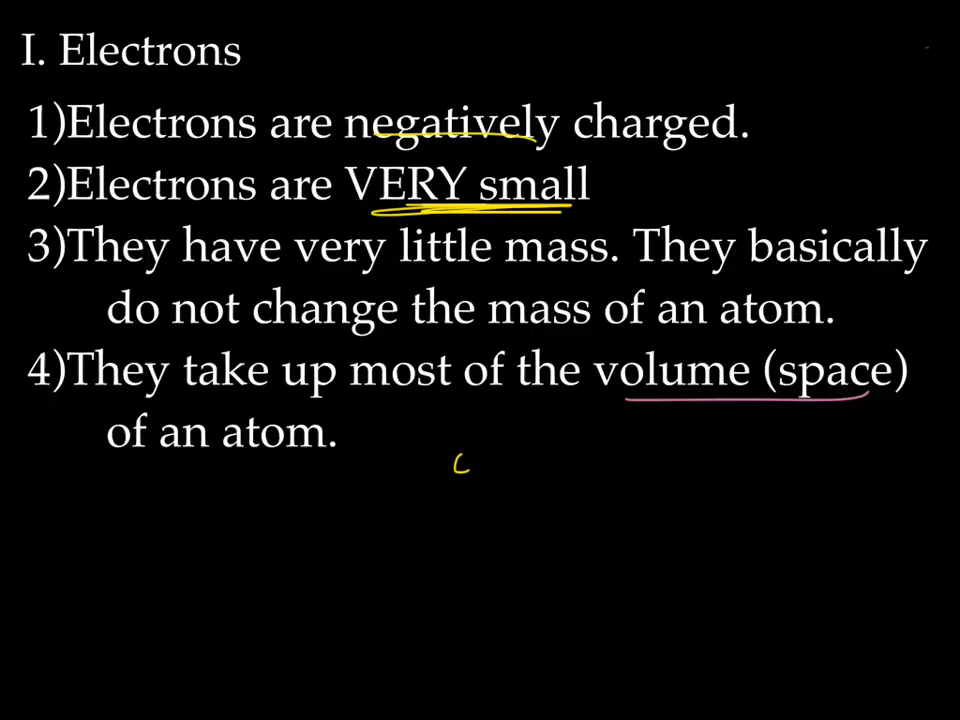 I. Electrons
1)Electrons are negatively charged.
2)Electrons are VERY small
3)They have very little mass. They basically
do not change the mass of an atom.
4)They take up most of the volume (space)
of an atom.
c